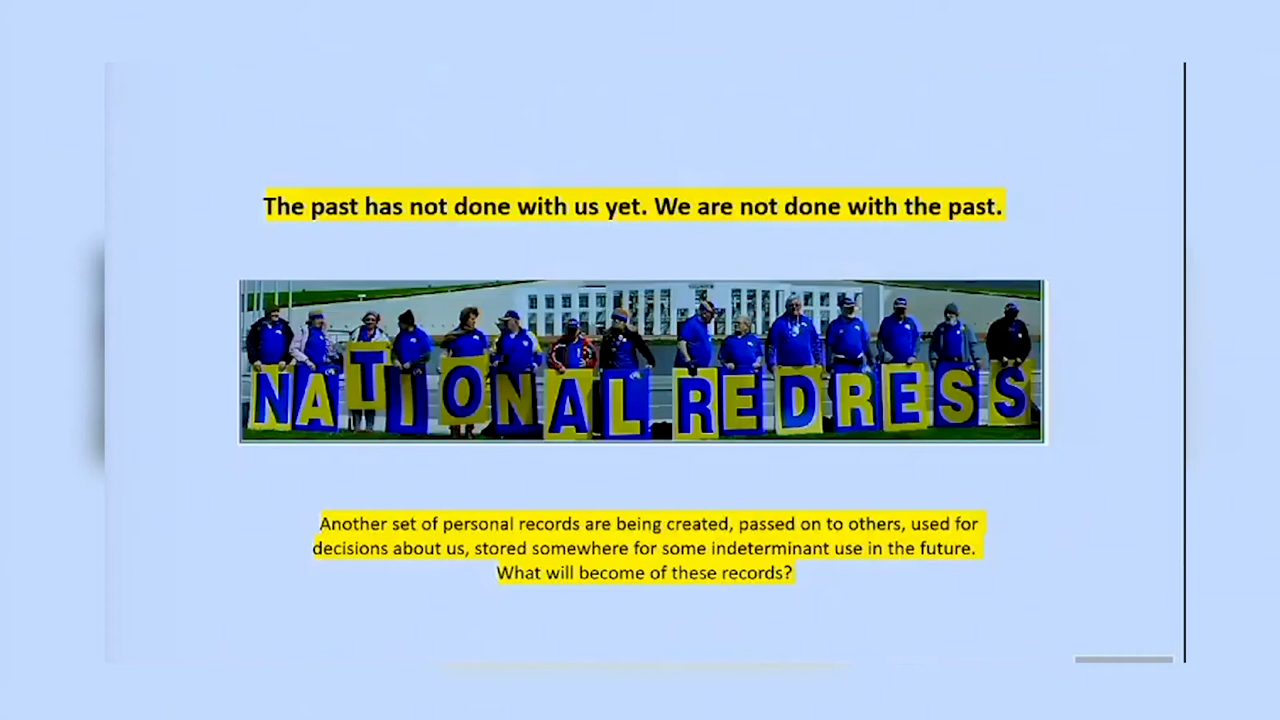 The past has not done with us yet. We are not done with the past.
NATIONAL REDRESS
Another set of personal records are being created, passed on to others, used for
decisions about us, stored somewhere for some indeterminant use in the future.
What will become of these records?